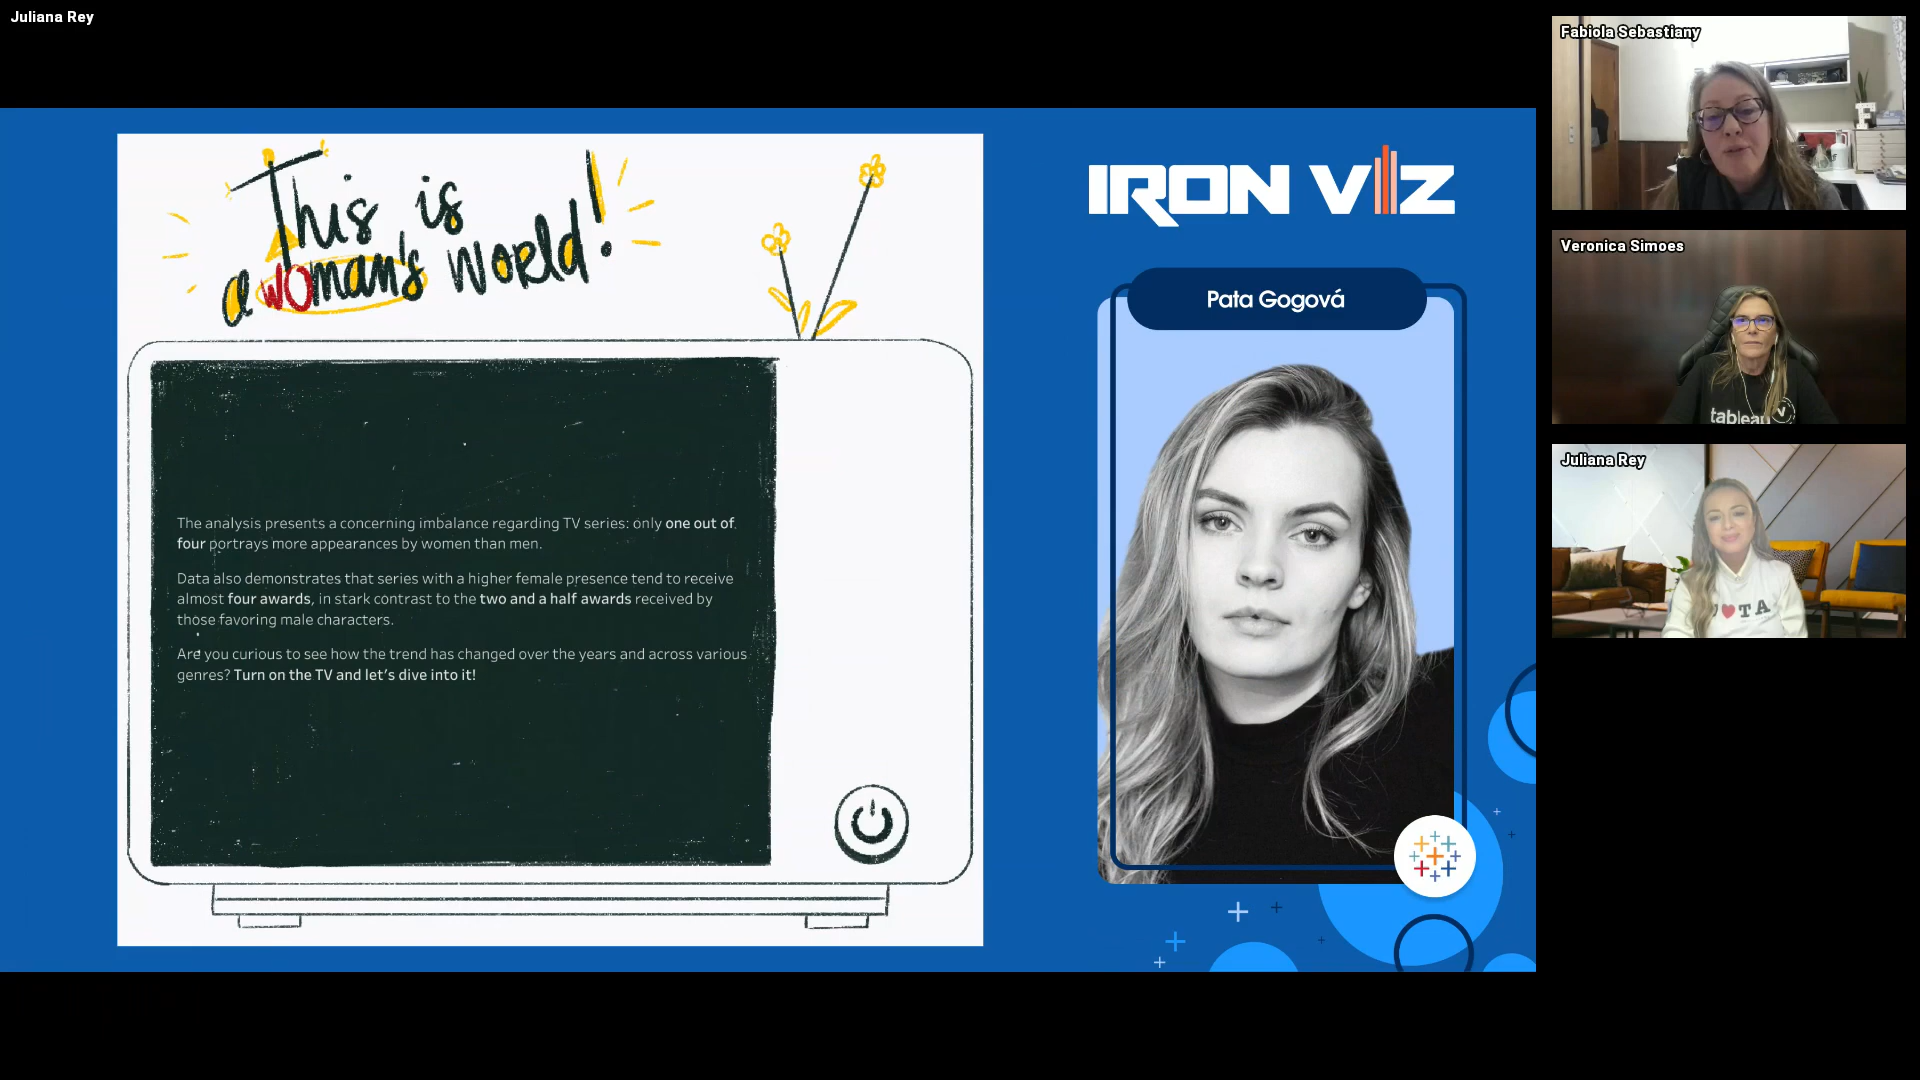 Juliana Rey
This is
a woman's world!
The analysis presents a concerning imbalance regarding TV series: only one out of
four portrays more appearances by women than men.
Data also demonstrates that series with a higher female presence tend to receive
almost four awards, in stark contrast to the two and a half awards received by
those favoring male characters.
Are you curious to see how the trend has changed over the years and across various
genres? Turn on the TV and let's dive into it!
IRON VIZ
Pata Gogová
Fabiola Sebastiany
Veronica Simoes
tableau
Juliana Rey